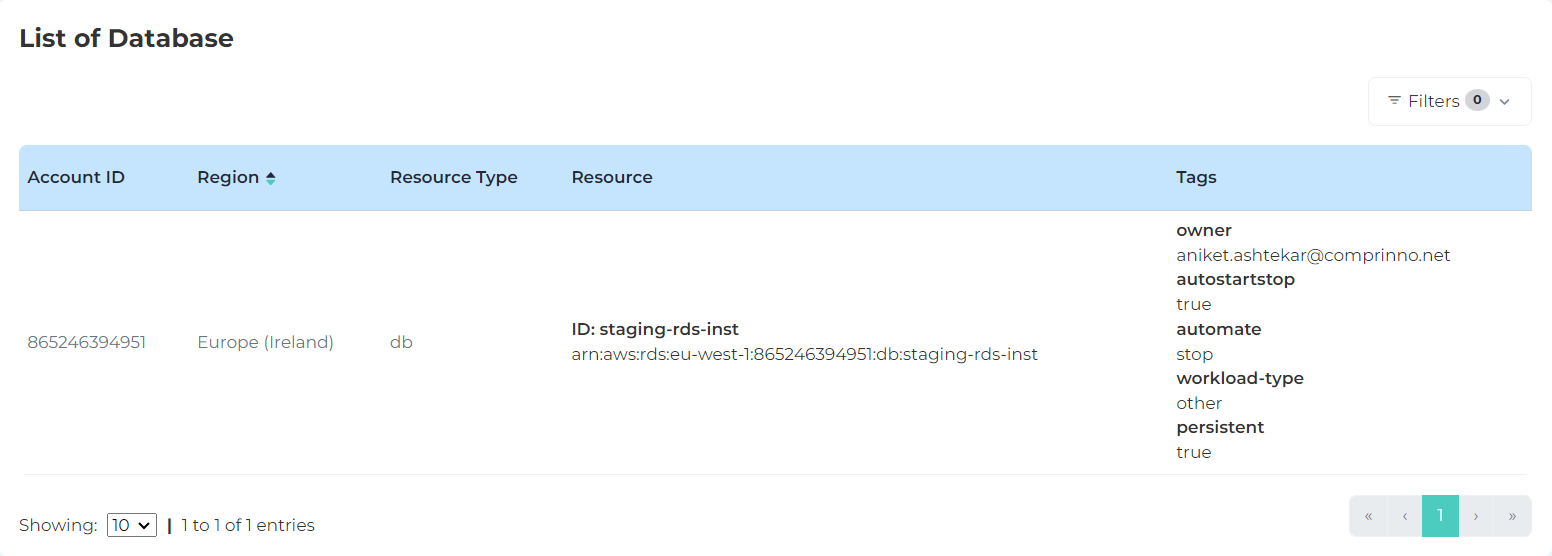 List of Database
Filters 0
Account ID Region Resource Type Resource Tags
owner
aniket.ashtekar@comprinno.net
autostartstop
true
automate
865246394951 Europe (Ireland) db
ID: staging-rds-inst
arn:aws:rds:eu-west-1:865246394951:db:staging-rds-inst
stop
workload-type
other
persistent
true
Showing: 10 | 1 to 1 of 1 entries
« ‹ 1 › »